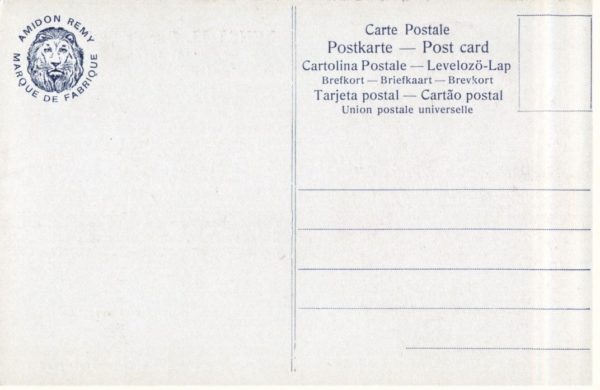 AMIDON REMY
MARQUE DE FABRIQUE
Carte Postale
Postkarte — Post card
Cartolina Postale — Levelozö-Lap
Brefkort — Briefkaart — Brevkort
Tarjeta postal — Cartão postal
Union postale universelle